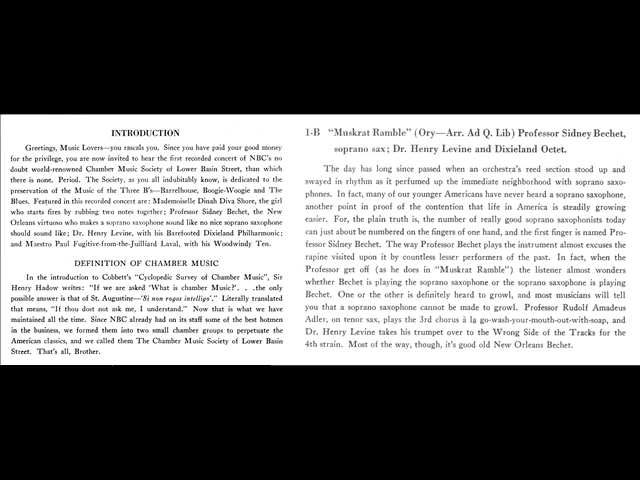 INTRODUCTION
Greetings, Music Lovers—you rascals you. Since you have paid your good money
for the privilege, you are now invited to hear the first recorded concert of NBC's no
doubt world-renowned Chamber Music Society of Lower Basin Street, than which
there is none. Period. The Society, as you all indubitably know, is dedicated to the
preservation of the Music of the Three B's—Barrelhouse, Boogie-Woogie and The
Blues. Featured in this recorded concert are: Mademoiselle Dinah Diva Shore, the girl
who starts fires by rubbing two notes together; Professor Sidney Bechet, the New
Orleans virtuoso who makes a soprano saxophone sound like no nice soprano saxophone
should sound like; Dr. Henry Levine, with his Barefooted Dixieland Philharmonic;
and Maestro Paul Fugitive-from-the-Juilliard Laval, with his Woodwindy Ten.
DEFINITION OF CHAMBER MUSIC
In the introduction to Cobbett's "Cyclopedic Survey of Chamber Music", Sir
Henry Hadow writes: "If we are asked 'What is chamber Music?'. . .the only
possible answer is that of St. Augustine—'Si non rogas intelligo'." Literally translated
that means, "If thou dost not ask me, I understand." Now that is what we have
maintained all the time. Since NBC already had on its staff some of the best hotmen
in the business, we formed them into two small chamber groups to perpetuate the
American classics, and we called them The Chamber Music Society of Lower Basin
Street. That's all, Brother.
1-B "Muskrat Ramble" (Ory—Arr. Ad Q. Lib) Professor Sidney Bechet,
soprano sax; Dr. Henry Levine and Dixieland Octet.
The day has long since passed when an orchestra's reed section stood up and
swayed in rhythm as it perfumed up the immediate neighborhood with soprano saxo-
phones. In fact, many of our younger Americans have never heard a soprano saxophone,
another point in proof of the contention that life in America is steadily growing
easier. For, the plain truth is, the number of really good soprano saxophonists today
can just about be numbered on the fingers of one hand, and the first finger is named Pro-
fessor Sidney Bechet. The way Professor Bechet plays the instrument almost excuses the
rapine visited upon it by countless lesser performers of the past. In fact, when the
Professor get off (as he does in "Muskrat Ramble") the listener almost wonders
whether Bechet is playing the soprano saxophone or the soprano saxophone is playing
Bechet. One or the other is definitely heard to growl, and most musicians will tell
you that a soprano saxophone cannot be made to growl. Professor Rudolf Amadeus
Adler, on tenor sax, plays the 3rd chorus à la go-wash-your-mouth-out-with-soap, and
Dr. Henry Levine takes his trumpet over to the Wrong Side of the Tracks for the
4th strain. Most of the way, though, it's good old New Orleans Bechet.